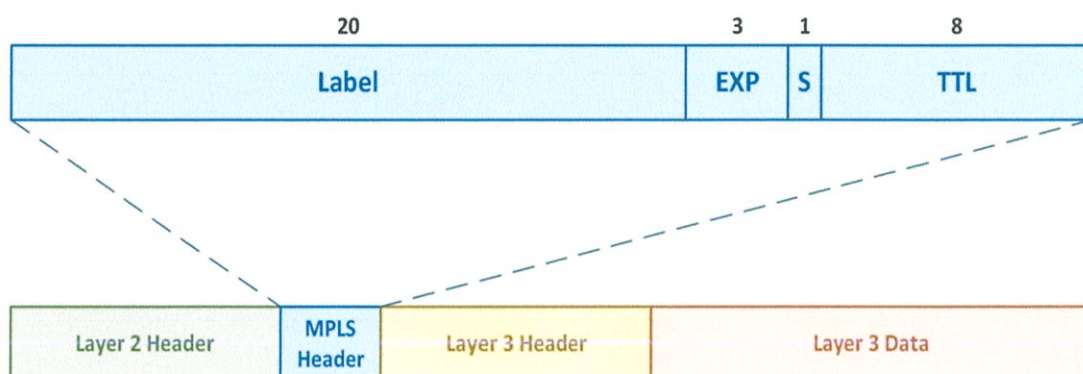 20 3 1 8
Label EXP S TTL
Layer 2 Header MPLS Header Layer 3 Header Layer 3 Data